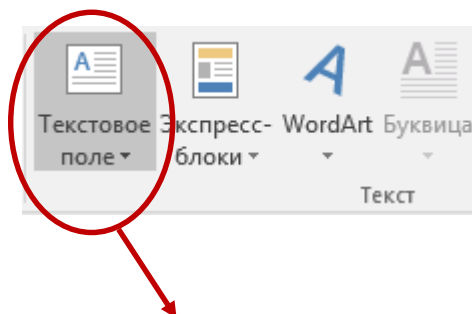 Текстовое поле
Экспресс-блоки
WordArt
Буквица
Текст